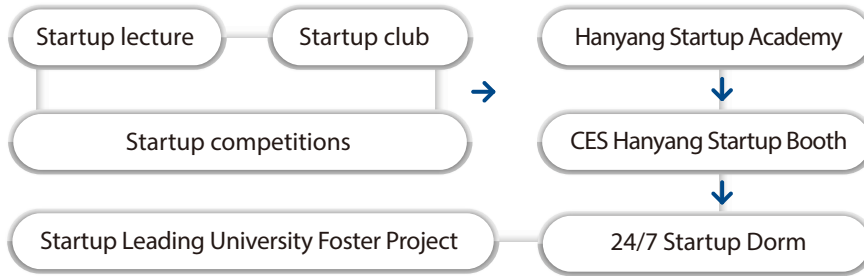 Startup lecture
Startup club
Startup competitions
Hanyang Startup Academy
CES Hanyang Startup Booth
24/7 Startup Dorm
Startup Leading University Foster Project